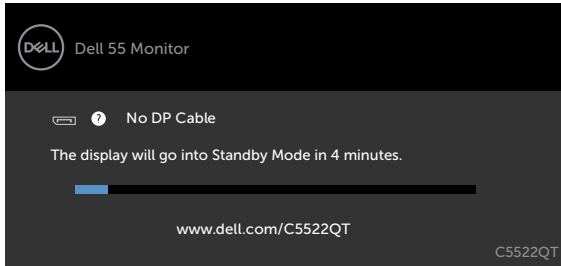 DELL Dell 55 Monitor
? No DP Cable
The display will go into Standby Mode in 4 minutes.
www.dell.com/C5522QT
C5522QT